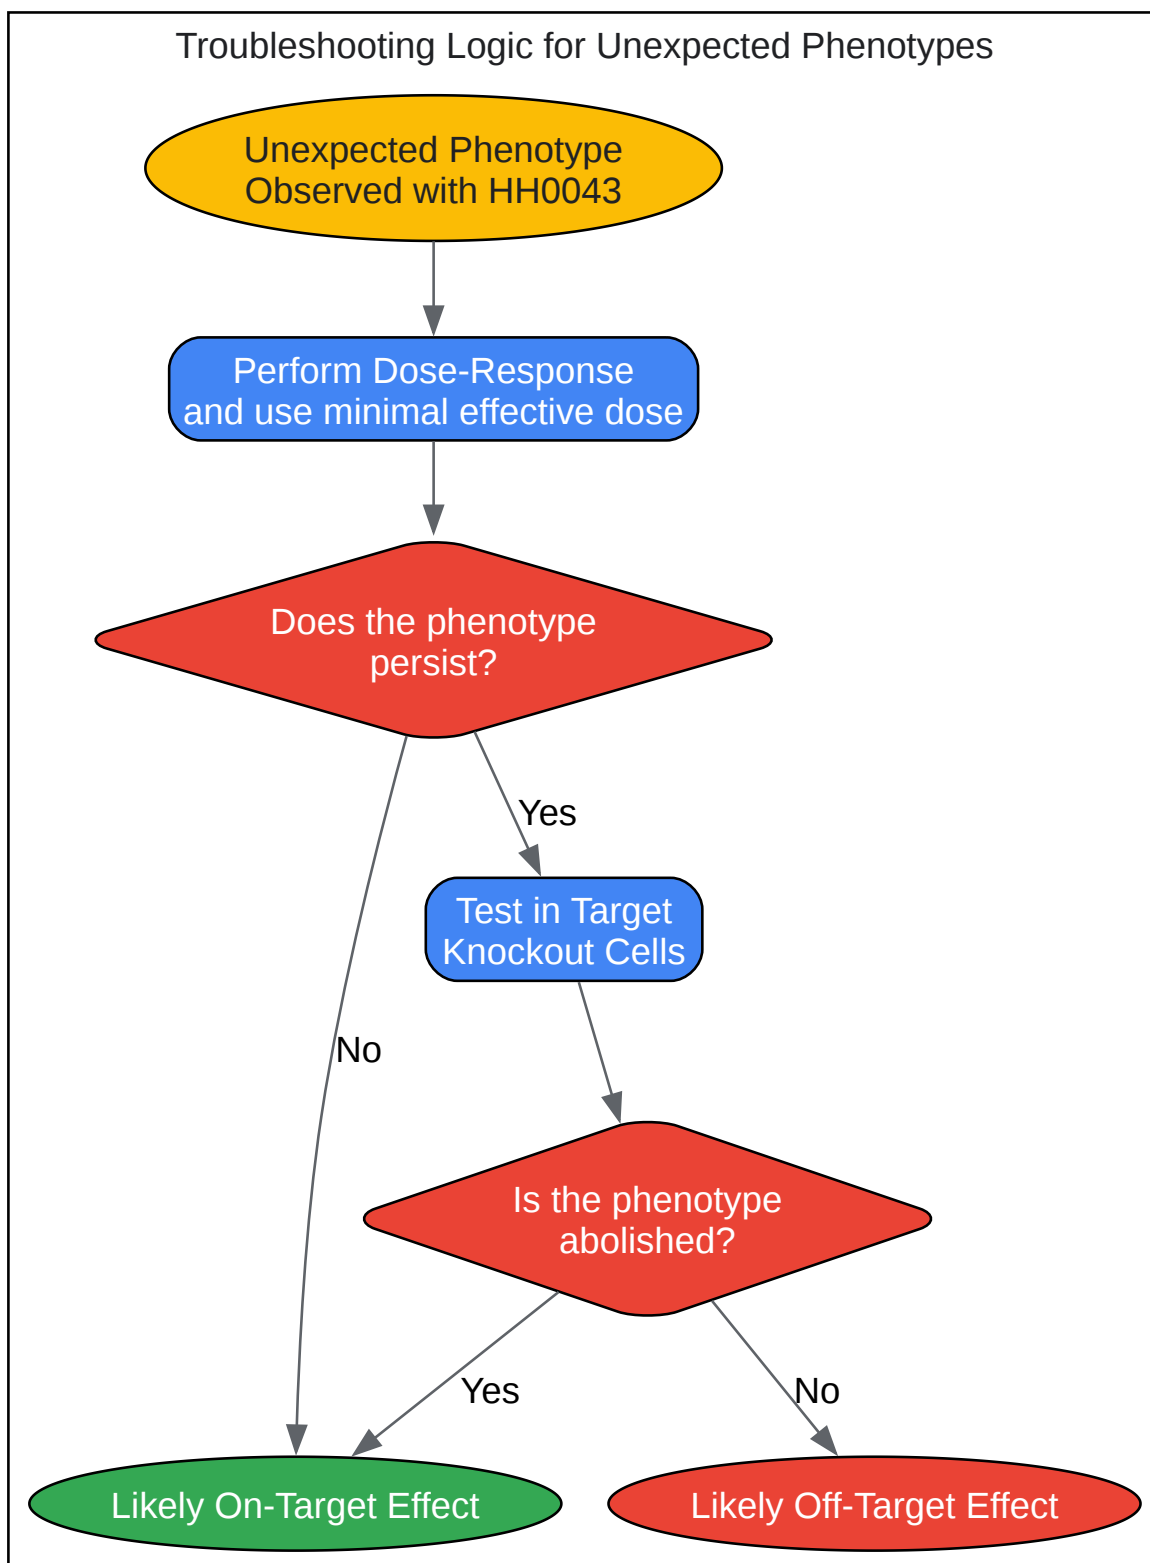 Troubleshooting Logic for Unexpected Phenotypes
Unexpected Phenotype
Observed with HH0043
Perform Dose-Response
and use minimal effective dose
Does the phenotype
persist?
Yes
Test in Target
Knockout Cells
No
Is the phenotype
abolished?
Yes
No
Likely On-Target Effect
Likely Off-Target Effect